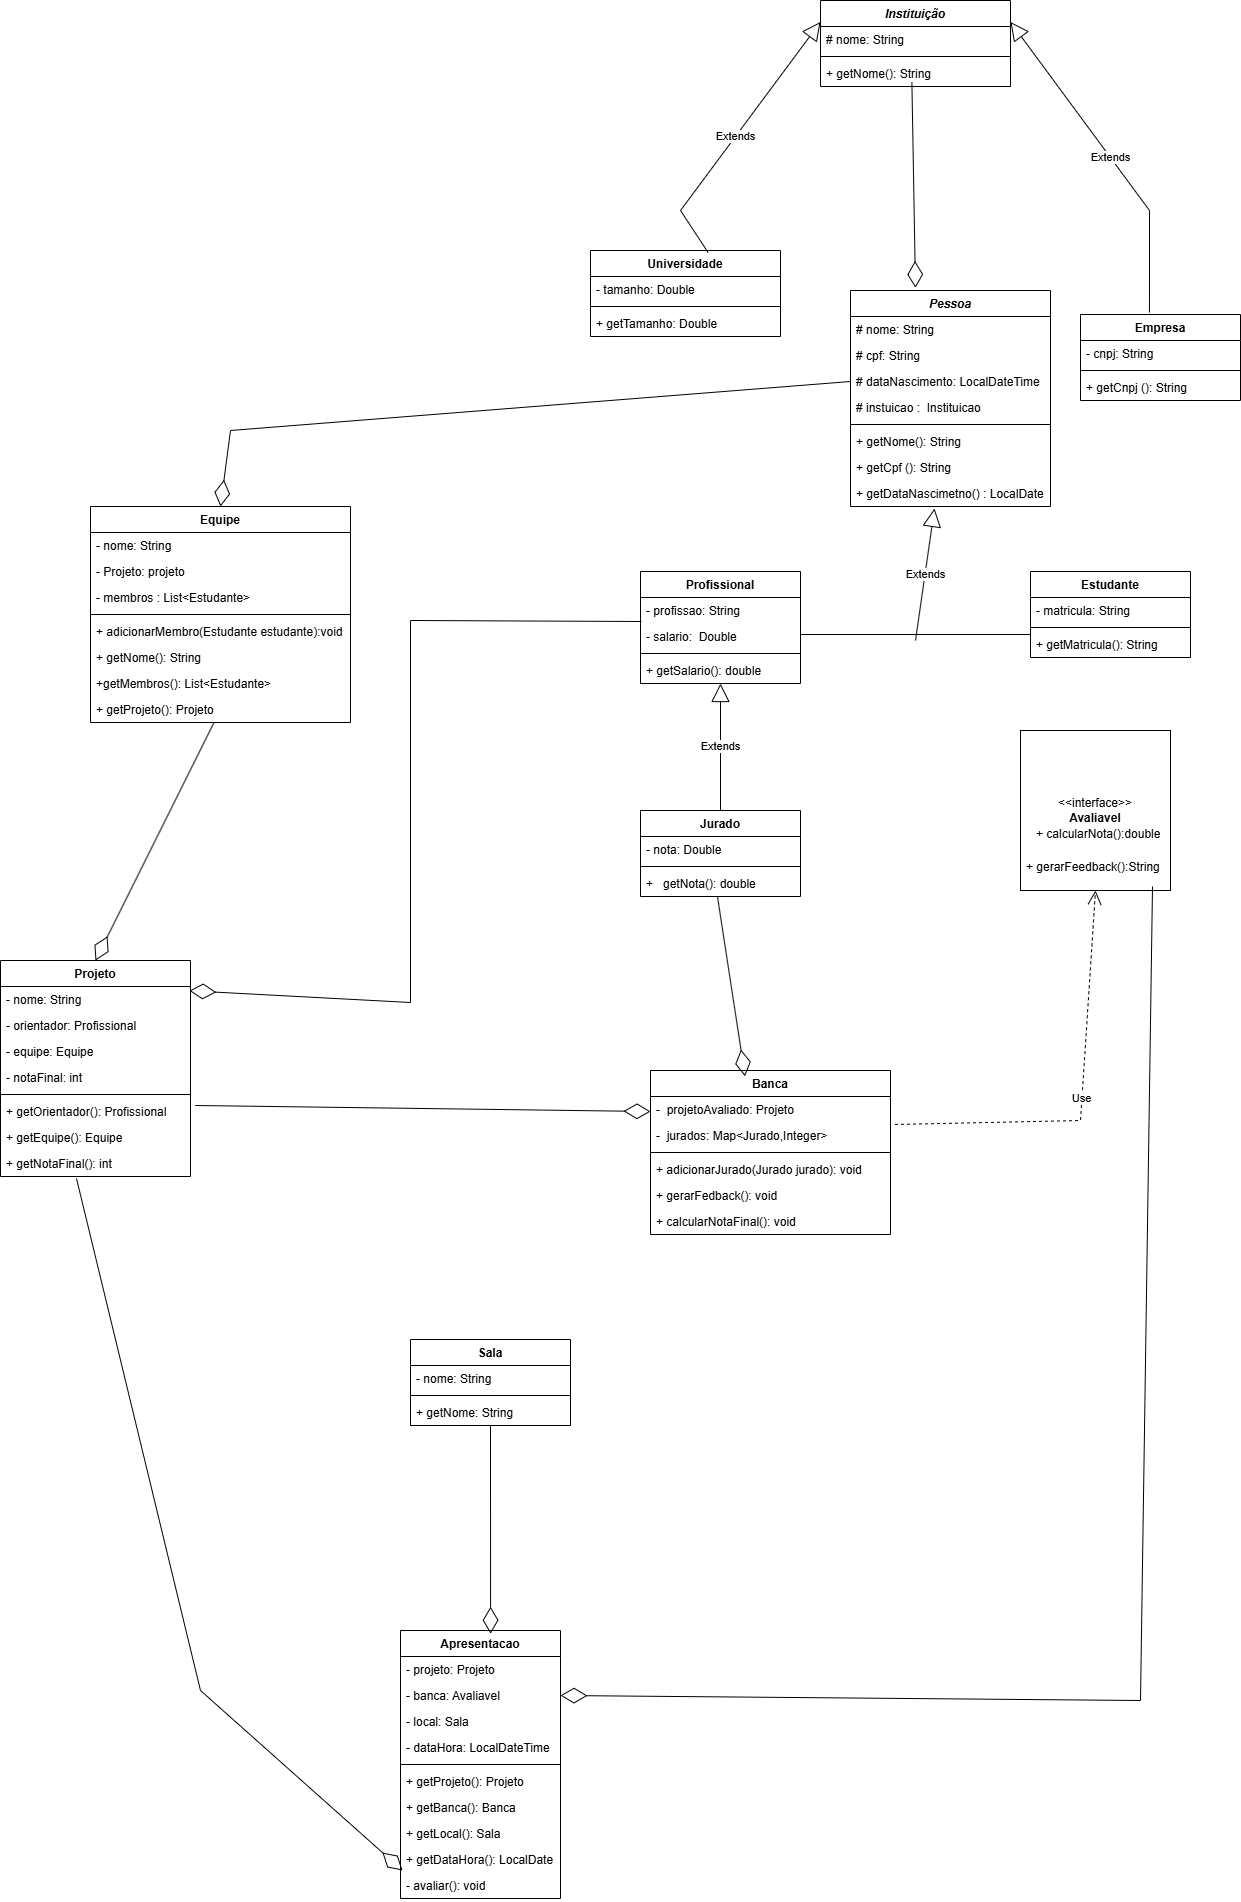 Instituição
# nome: String
+ getNome(): String
Extends
Extends
Universidade
- tamanho: Double
+ getTamanho: Double
Pessoa
# nome: String
# cpf: String
# dataNascimento: LocalDateTime
# instuicao :  Instituicao
+ getNome(): String
+ getCpf (): String
+ getDataNascimetno() : LocalDate
Empresa
- cnpj: String
+ getCnpj (): String
Equipe
- nome: String
- Projeto: projeto
- membros : List<Estudante>
+ adicionarMembro(Estudante estudante):void
+ getNome(): String
+getMembros(): List<Estudante>
+ getProjeto(): Projeto
Extends
Profissional
- profissao: String
- salario:  Double
+ getSalario(): double
Estudante
- matricula: String
+ getMatricula(): String
Extends
Jurado
- nota: Double
+   getNota(): double
<<interface>>
Avaliavel
+ calcularNota():double
+ gerarFeedback():String
Projeto
- nome: String
- orientador: Profissional
- equipe: Equipe
- notaFinal: int
+ getOrientador(): Profissional
+ getEquipe(): Equipe
+ getNotaFinal(): int
Banca
-  projetoAvaliado: Projeto
-  jurados: Map<Jurado,Integer>
+ adicionarJurado(Jurado jurado): void
+ gerarFedback(): void
+ calcularNotaFinal(): void
Use
Sala
- nome: String
+ getNome: String
Apresentacao
- projeto: Projeto
- banca: Avaliavel
- local: Sala
- dataHora: LocalDateTime
+ getProjeto(): Projeto
+ getBanca(): Banca
+ getLocal(): Sala
+ getDataHora(): LocalDate
- avaliar(): void